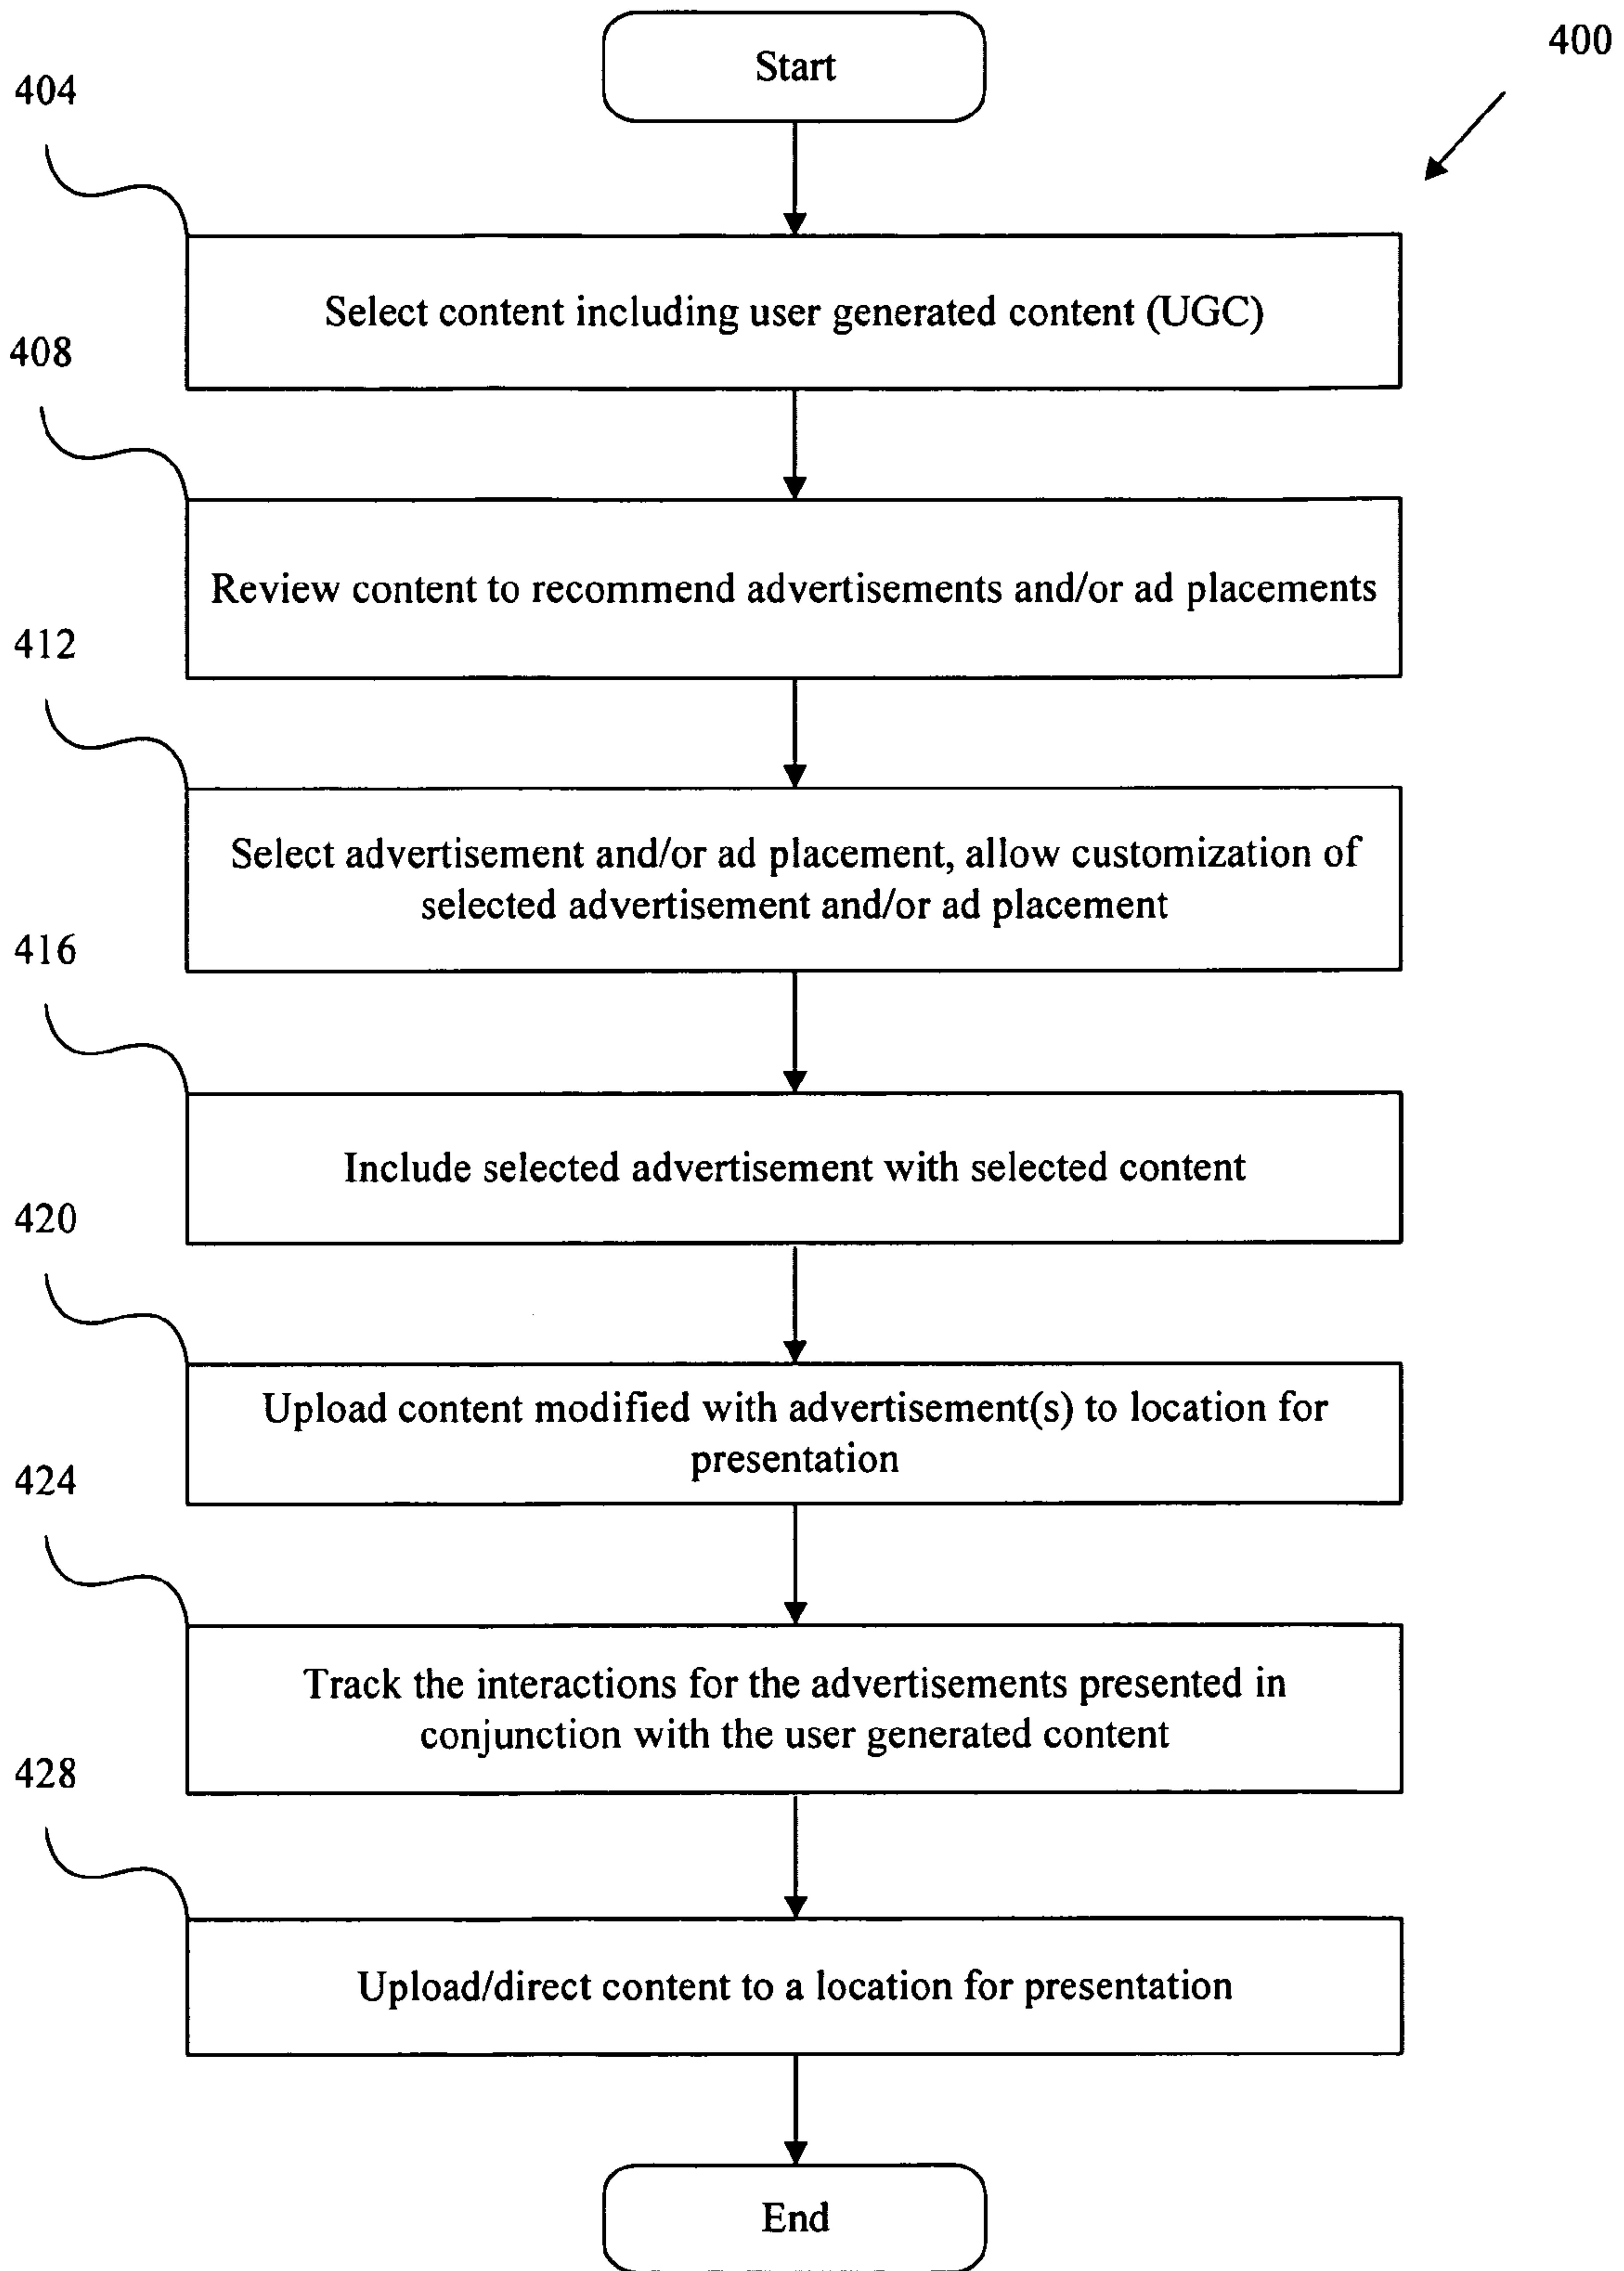 Start
400
404
Select content including user generated content (UGC)
408
Review content to recommend advertisements and/or ad placements
412
Select advertisement and/or ad placement, allow customization of
selected advertisement and/or ad placement
416
Include selected advertisement with selected content
420
Upload content modified with advertisement(s) to location for
presentation
424
Track the interactions for the advertisements presented in
conjunction with the user generated content
428
Upload/direct content to a location for presentation
End